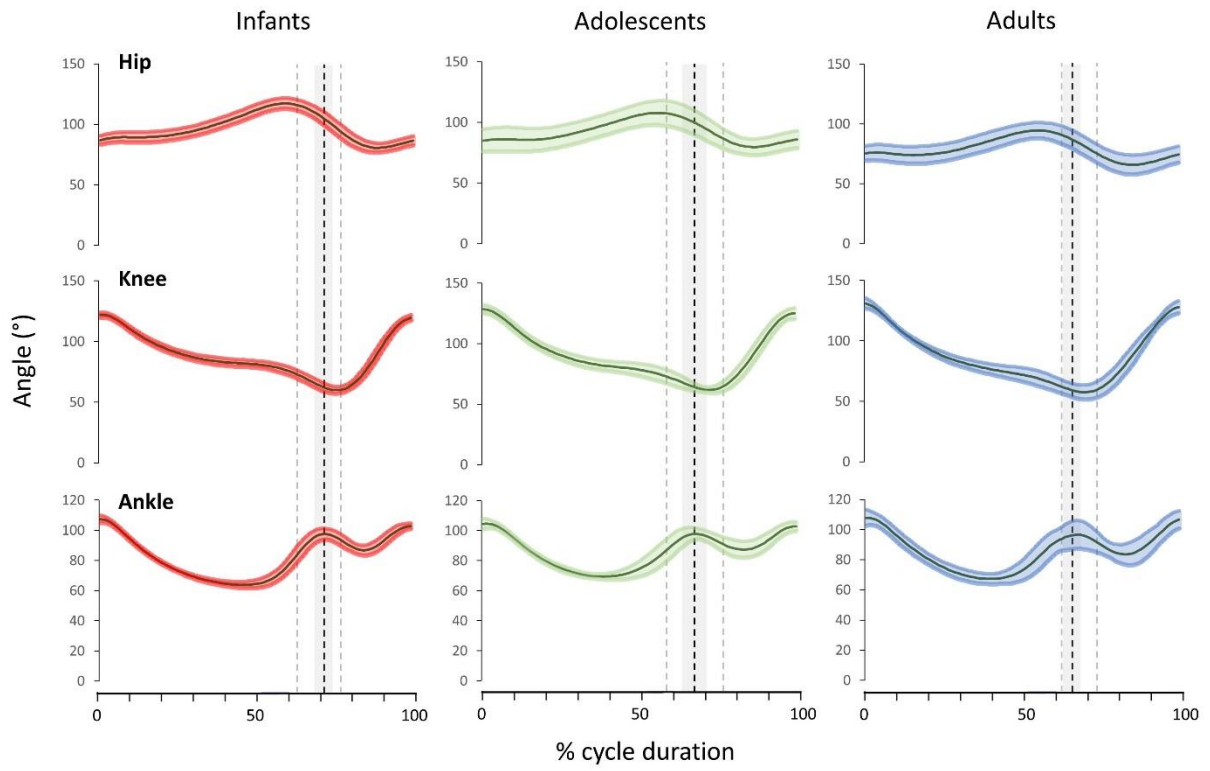 Infants Adolescents Adults
Hip
150 150 150
100 100 100
50 50 50
0 0 0
Knee
150 150 150
100 100 100
50 50 50
0 0 0
Angle (°)
Ankle
120 120 120
100 100 100
80 80 80
60 60 60
40 40 40
20 20 20
0 0 0
0 50 100 0 50 100 0 50 100
% cycle duration